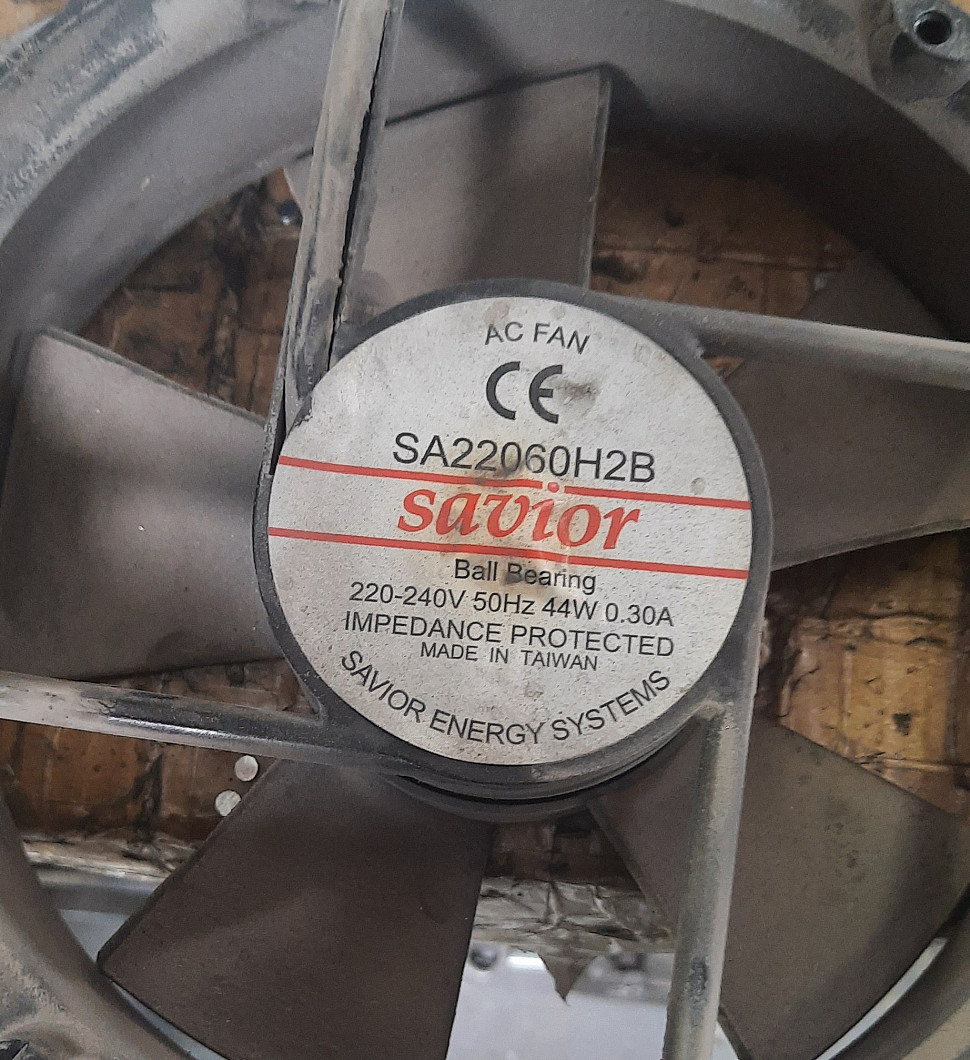 AC FAN
CE
SA22060H2B
savior
Ball Bearing
220-240V 50Hz 44W 0.30A
IMPEDANCE PROTECTED
MADE IN TAIWAN
SAVIOR ENERGY SYSTEMS